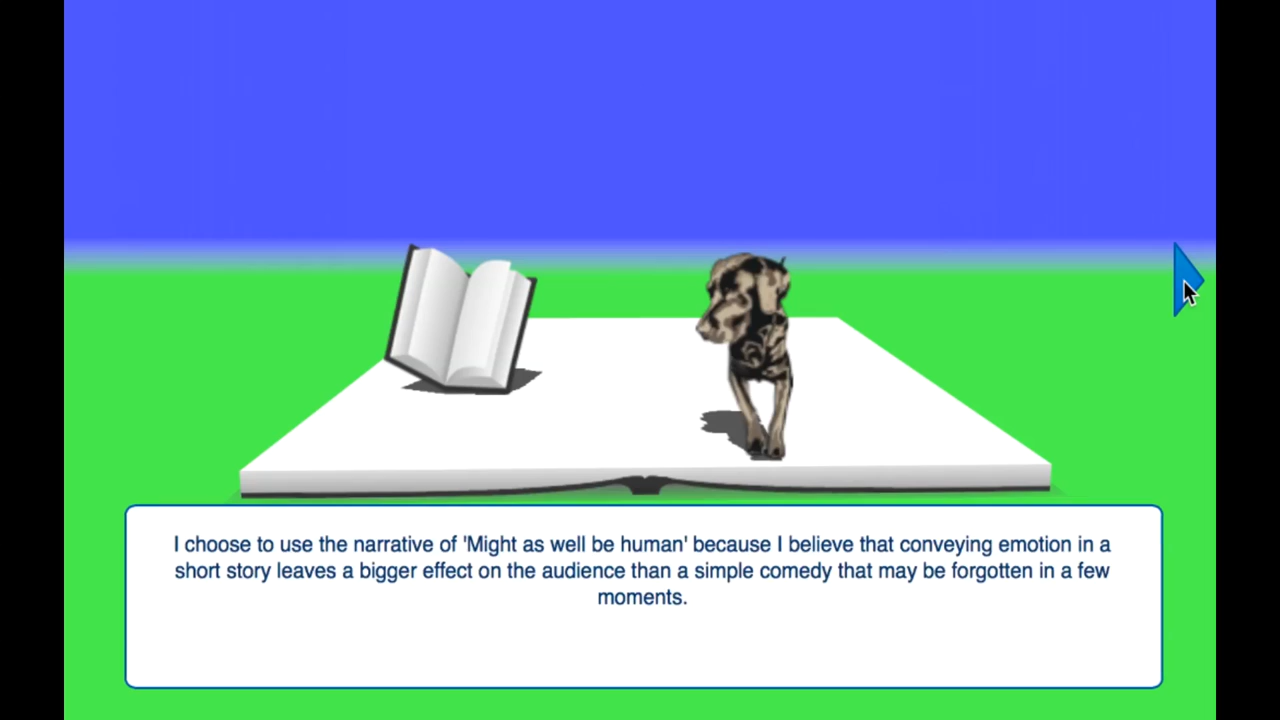 I choose to use the narrative of 'Might as well be human' because I believe that conveying emotion in a
short story leaves a bigger effect on the audience than a simple comedy that may be forgotten in a few
moments.